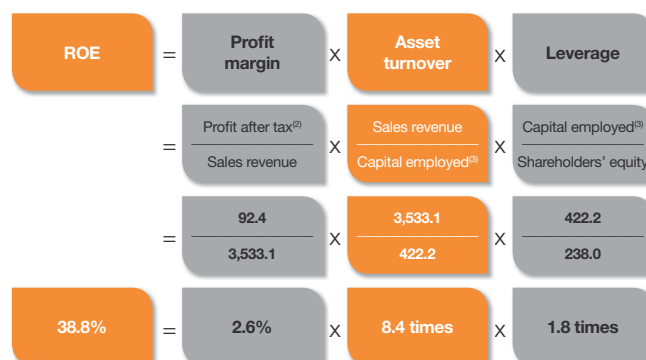 ROE = Profit margin X Asset turnover X Leverage
= Profit after tax(2) X Sales revenue X Capital employed(3)
Sales revenue Capital employed(3) Shareholders' equity
= 92.4 X 3,533.1 X 422.2
3,533.1 422.2 238.0
38.8% = 2.6% X 8.4 times X 1.8 times